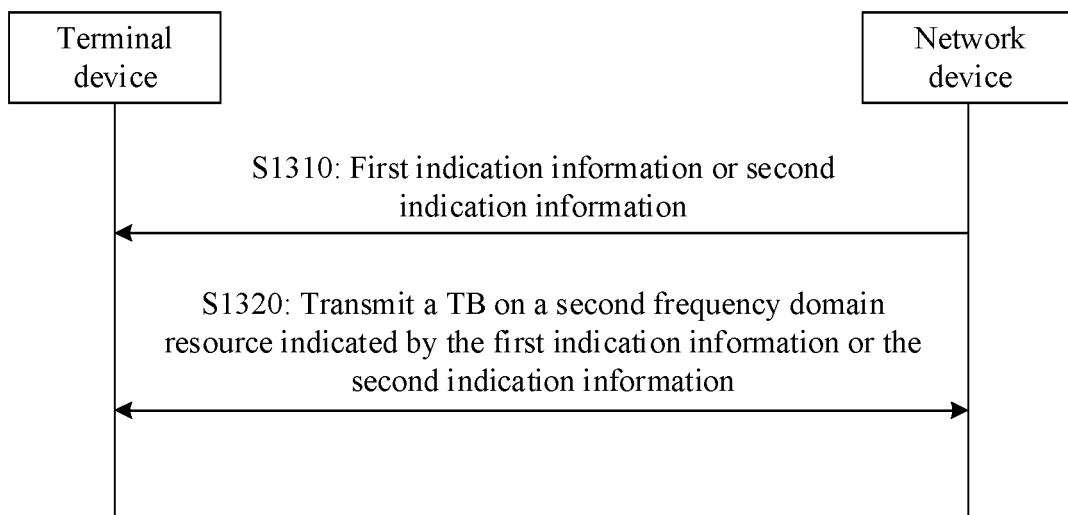 Terminal
device
Network
device
S1310: First indication information or second
indication information
S1320: Transmit a TB on a second frequency domain
resource indicated by the first indication information or the
second indication information